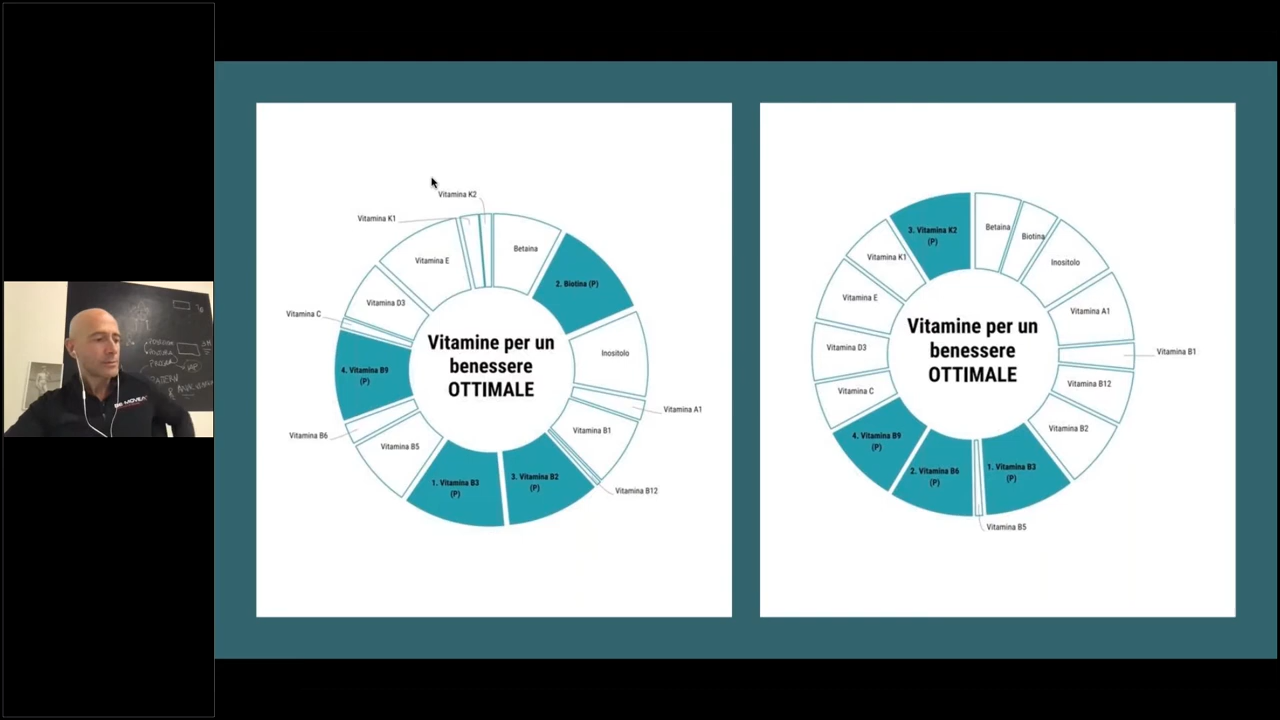 Vitamina K2
Vitamina K1
Betaina
Vitamina E
2. Biotina (P)
Vitamina D3
Vitamina C
Inositolo
4. Vitamina B9
(P)
Vitamina A1
Vitamina B1
Vitamina B6
Vitamina B5
1. Vitamina B3
(P)
3. Vitamina B2
(P)
Vitamina B12
Vitamine per un
benessere
OTTIMALE
3. Vitamina K2
(P)
Betaina
Biotina
Vitamina K1
Inositolo
Vitamina E
Vitamina A1
Vitamina D3
Vitamina B1
Vitamina C
Vitamina B12
4. Vitamina B9
(P)
Vitamina B2
2. Vitamina B6
(P)
1. Vitamina B3
(P)
Vitamina B5
Vitamine per un
benessere
OTTIMALE